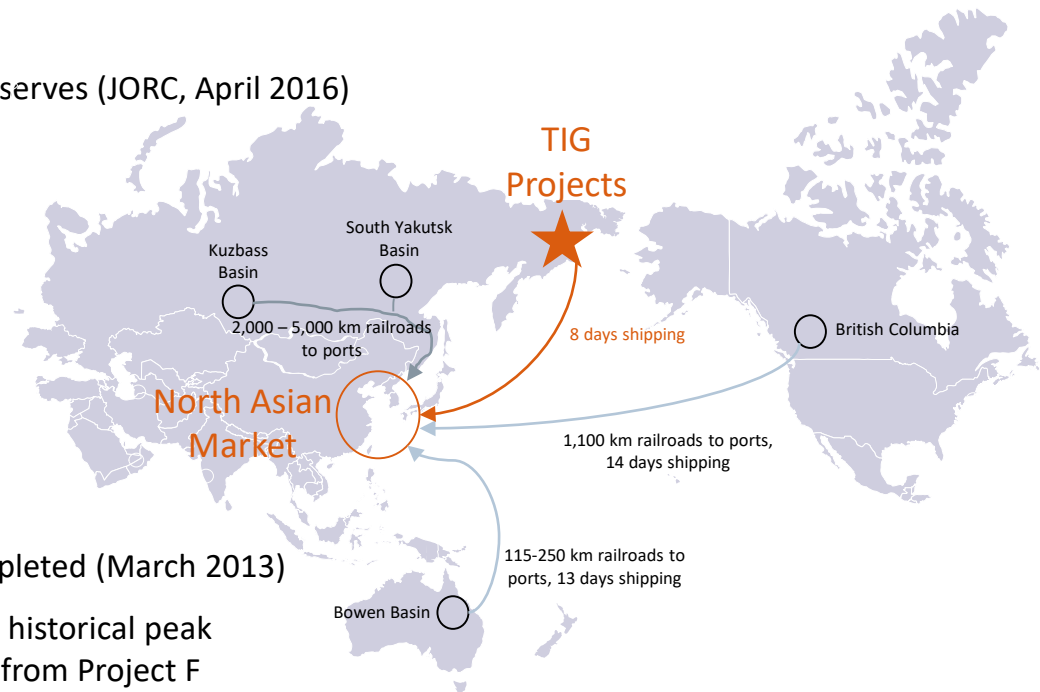 serves (JORC, April 2016)
TIG
Projects
South Yakutsk
Basin
Kuzbass
Basin
2,000 – 5,000 km railroads
to ports
8 days shipping
British Columbia
North Asian
Market
1,100 km railroads to ports,
14 days shipping
115-250 km railroads to
ports, 13 days shipping
pleted (March 2013)
Bowen Basin
historical peak
from Project F